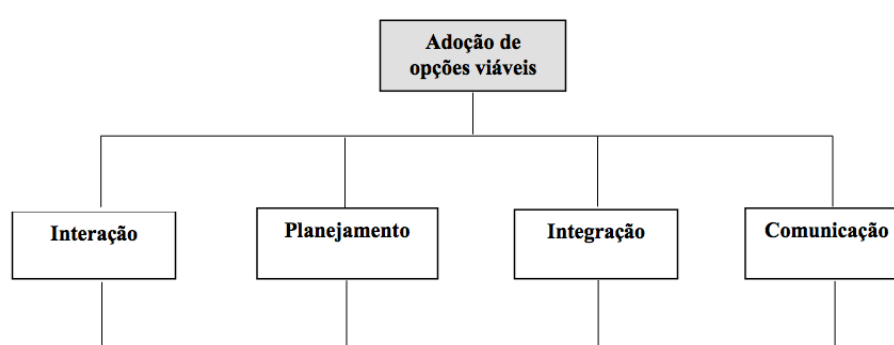 Adoção de
opções viáveis
Interação
Planejamento
Integração
Comunicação